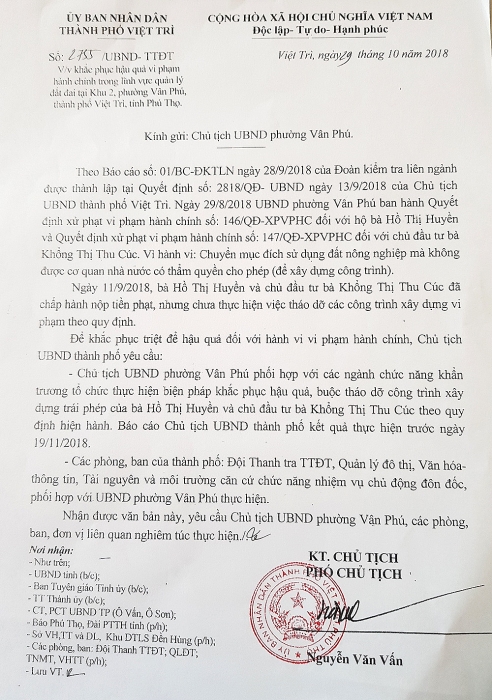 ỦY BAN NHÂN DÂN
THÀNH PHỐ VIỆT TRÌ
CỘNG HÒA XÃ HỘI CHỦ NGHĨA VIỆT NAM
Độc lập- Tự do- Hạnh phúc
Số: 2755/UBND- TTĐT
V/v khắc phục hậu quả vi phạm
hành chính trong lĩnh vực quản lý
đất đai tại Khu 2, phường Vân Phú,
thành phố Việt Trì, tỉnh Phú Thọ.
Việt Trì, ngày 29 tháng 10 năm 2018
Kính gửi: Chủ tịch UBND phường Vân Phú.
Theo Báo cáo số: 01/BC-ĐKTLN ngày 28/9/2018 của Đoàn kiểm tra liên ngành
được thành lập tại Quyết định số: 2818/QĐ- UBND ngày 13/9/2018 của Chủ tịch
UBND thành phố Việt Trì. Ngày 29/8/2018 UBND phường Vân Phú ban hành Quyết
định xử phạt vi phạm hành chính số: 146/QĐ-XPVPHC đối với hộ bà Hồ Thị Huyền
và Quyết định xử phạt vi phạm hành chính số: 147/QĐ-XPVPHC đối với chủ đầu tư bà
Khổng Thị Thu Cúc. Vì hành vi: Chuyển mục đích sử dụng đất nông nghiệp mà không
được cơ quan nhà nước có thẩm quyền cho phép (để xây dựng công trình).
Ngày 11/9/2018, bà Hồ Thị Huyền và chủ đầu tư bà Khổng Thị Thu Cúc đã
chấp hành nộp tiền phạt, nhưng chưa thực hiện việc tháo dỡ các công trình xây dựng vi
phạm theo quy định.
Để khắc phục triệt để hậu quả đối với hành vi vi phạm hành chính, Chủ tịch
UBND thành phố yêu cầu:
- Chủ tịch UBND phường Vân Phú phối hợp với các ngành chức năng khẩn
trương tổ chức thực hiện biện pháp khắc phục hậu quả, buộc tháo dỡ công trình xây
dựng trái phép của bà Hồ Thị Huyền và chủ đầu tư bà Khổng Thị Thu Cúc theo quy
định hiện hành. Báo cáo Chủ tịch UBND thành phố kết quả thực hiện trước ngày
19/11/2018.
- Các phòng, ban của thành phố: Đội Thanh tra TTĐT, Quản lý đô thị, Văn hóa-
thông tin, Tài nguyên và môi trường căn cứ chức năng nhiệm vụ chủ động đôn đốc,
phối hợp với UBND phường Vân Phú thực hiện.
Nhận được văn bản này, yêu cầu Chủ tịch UBND phường Vân Phú, các phòng,
ban, đơn vị liên quan nghiêm túc thực hiện./.
Nơi nhận:
- Như trên;
- UBND tỉnh (b/c);
- Ban Tuyên giáo Tỉnh ủy (b/c);
- TT Thành ủy (b/c);
- CT, PCT UBND TP (Ô Vấn, Ô Sơn);
- Báo Phú Thọ, Đài PTTH tỉnh (p/h);
- Sở VH,TT và DL, Khu DTLS Đền Hùng (p/h);
- Các phòng, ban: Đội Thanh TTĐT; QLĐT;
TNMT, VHTT (p/h);
- Lưu VT.
KT. CHỦ TỊCH
PHÓ CHỦ TỊCH
Nguyễn Văn Vấn